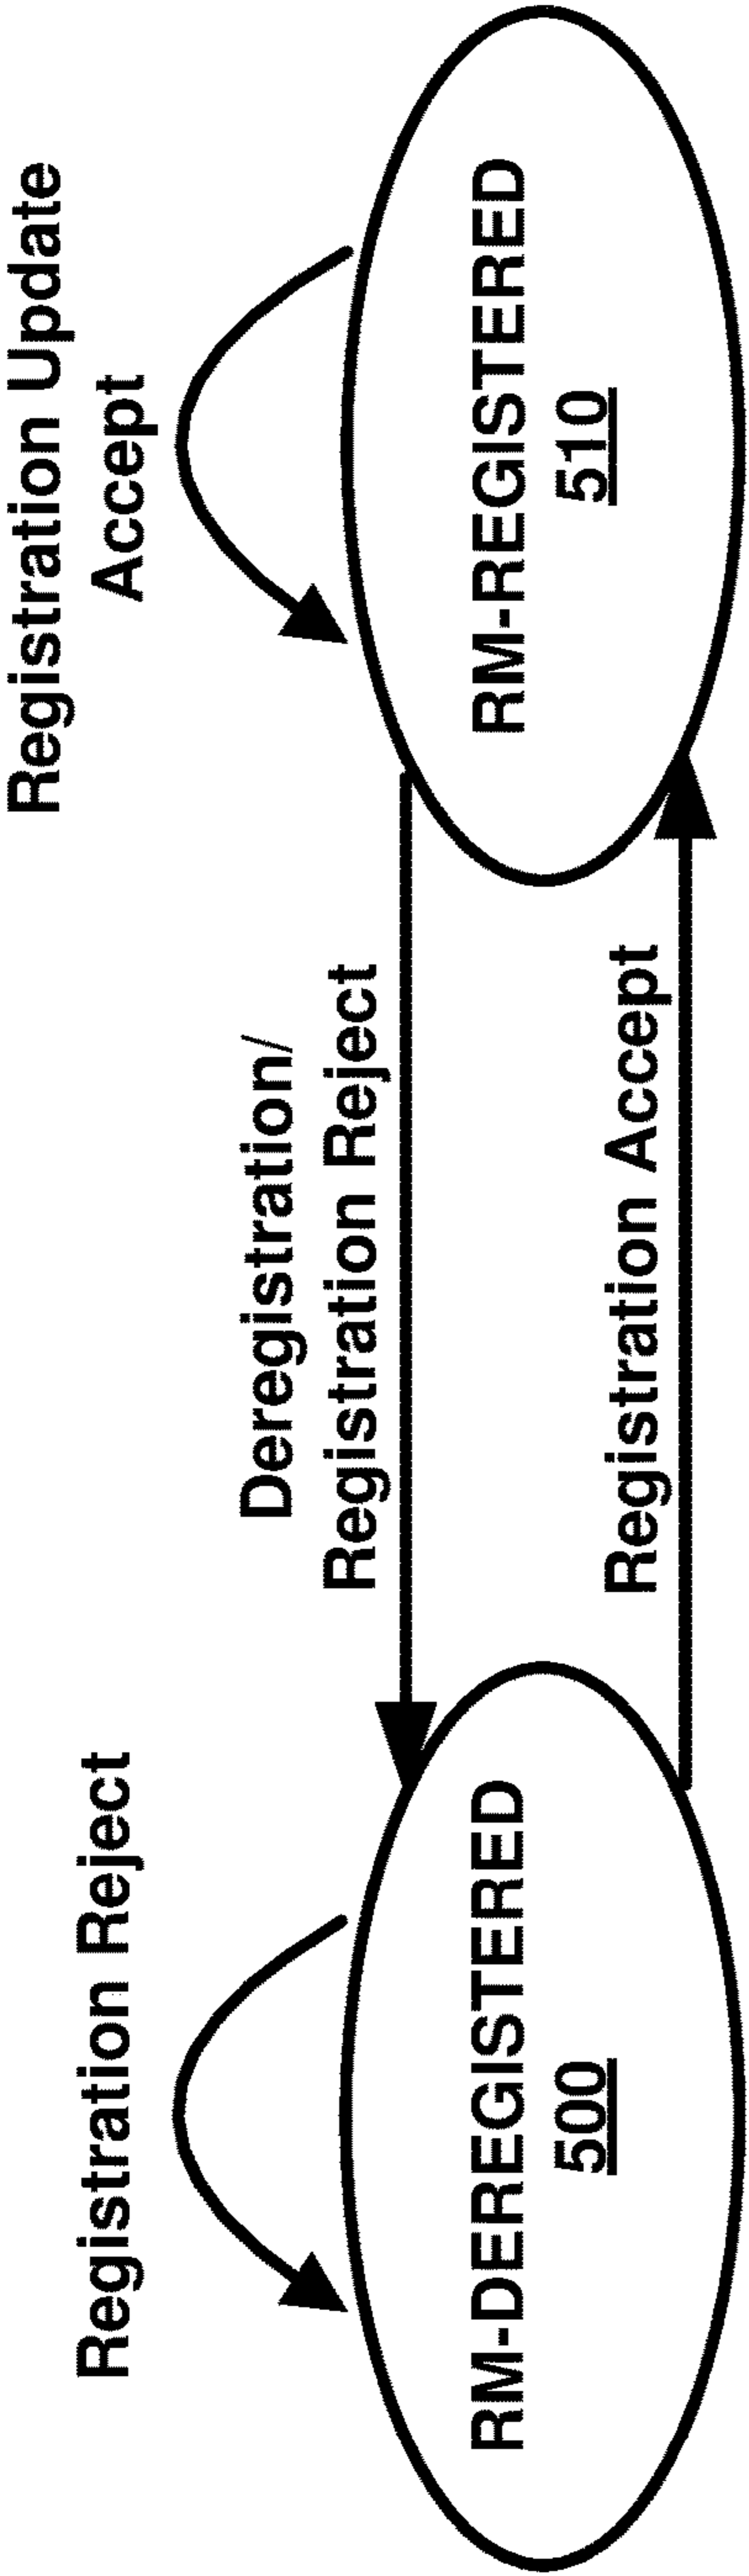 Registration Reject
Registration Update
Accept
Deregistration/
Registration Reject
RM-DEREGISTERED
500
RM-REGISTERED
510
Registration Accept